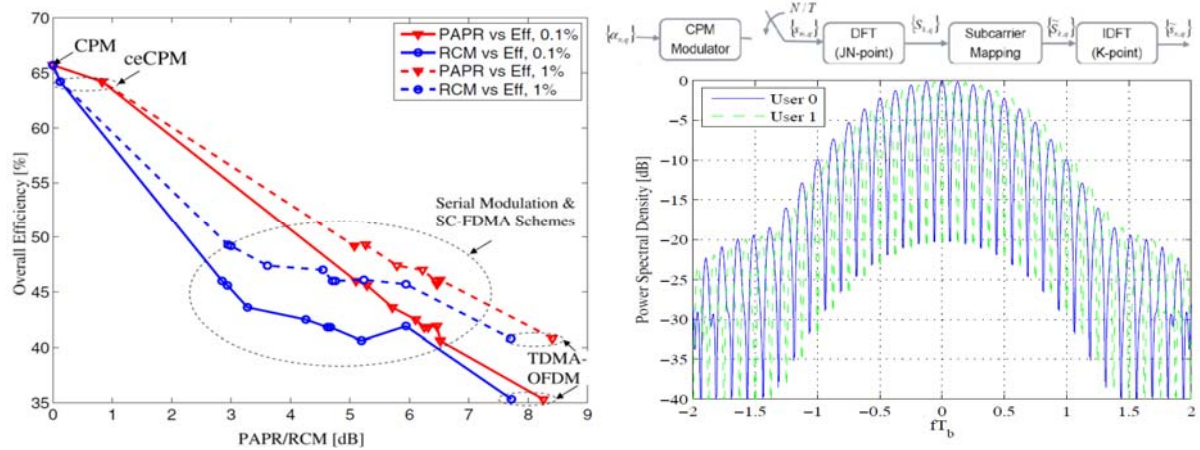 CPM
ceCPM
PAPR vs Eff, 0.1%
RCM vs Eff, 0.1%
PAPR vs Eff, 1%
RCM vs Eff, 1%
Serial Modulation &
SC-FDMA Schemes
TDMA-
OFDM
Overall Efficiency [%]
70
65
60
55
50
45
40
35
0 1 2 3 4 5 6 7 8 9
PAPR/RCM [dB]
N/T
CPM
Modulator
DFT
(JN-point)
Subcarrier
Mapping
IDFT
(K-point)
User 0
User 1
Power Spectral Density [dB]
0
−5
−10
−15
−20
−25
−30
−35
−40
−2 −1.5 −1 −0.5 0 0.5 1 1.5 2
fT_b